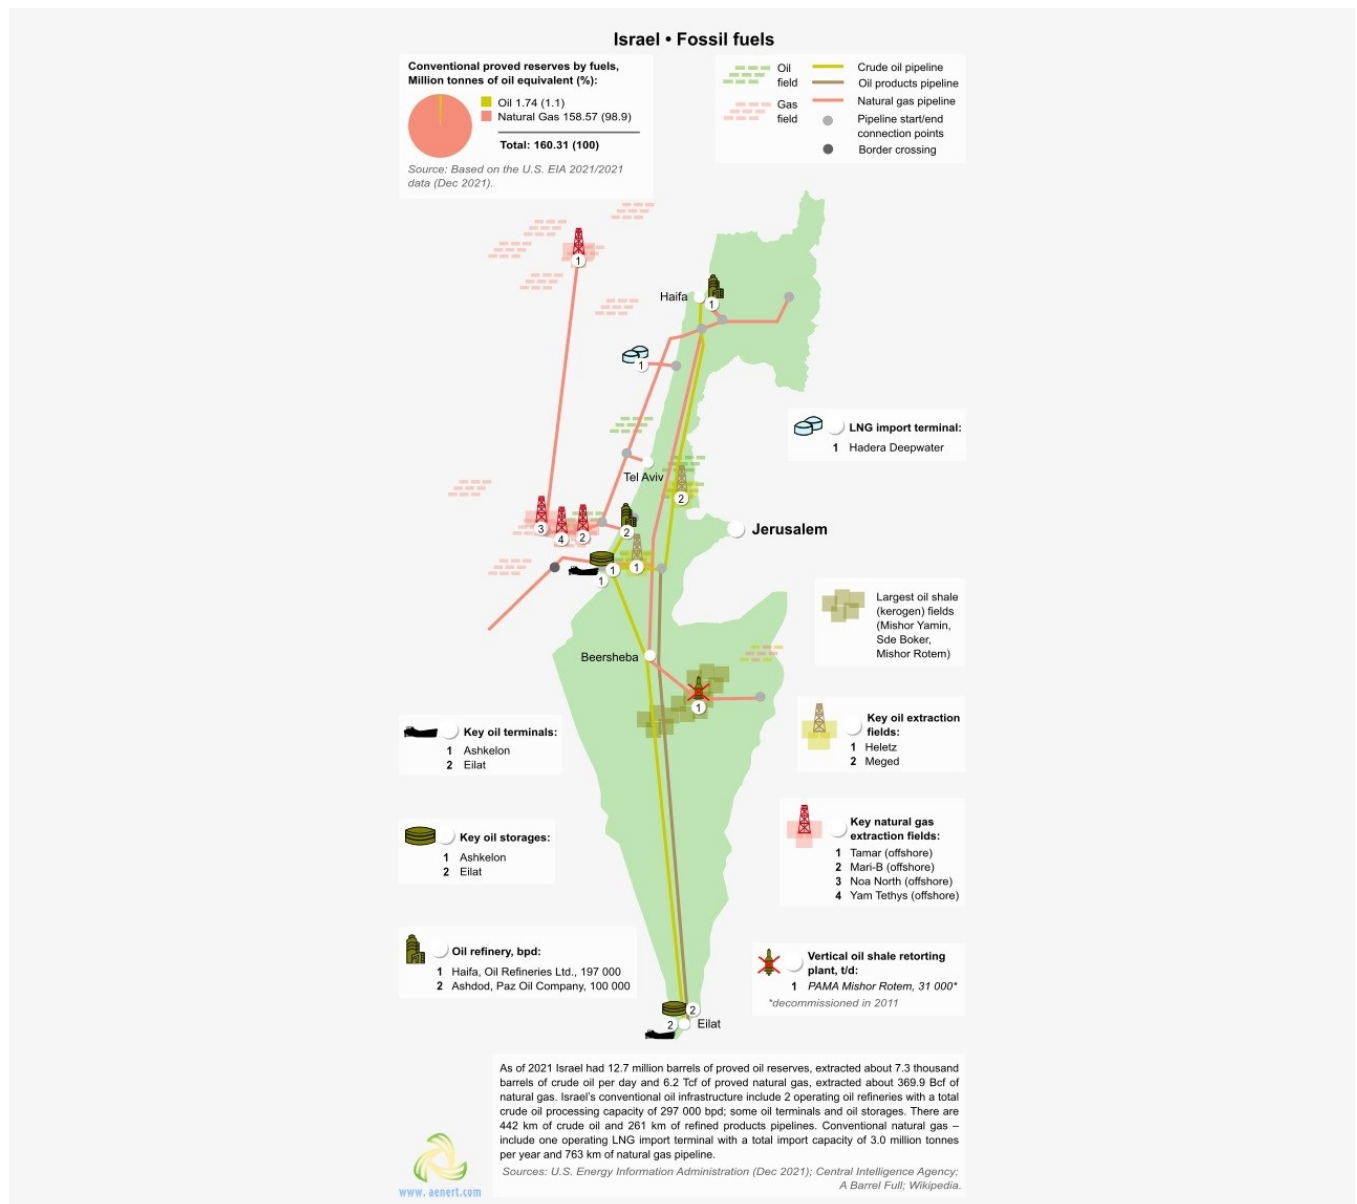 Israel • Fossil fuels
Conventional proved reserves by fuels,
Million tonnes of oil equivalent (%):
Oil 1.74 (1.1)
Natural Gas 158.57 (98.9)
Total: 160.31 (100)
Source: Based on the U.S. EIA 2021/2021
data (Dec 2021).
Oil
field
Gas
field
Crude oil pipeline
Oil products pipeline
Natural gas pipeline
Pipeline start/end
connection points
Border crossing
1
Haifa
1
1
LNG import terminal:
1 Hadera Deepwater
Tel Aviv
2
3
4
2
2
Jerusalem
1
1
1
Largest oil shale
(kerogen) fields
(Mishor Yamin,
Sde Boker,
Mishor Rotem)
Beersheba
1
Key oil terminals:
1 Ashkelon
2 Eilat
Key oil extraction
fields:
1 Heletz
2 Meged
Key oil storages:
1 Ashkelon
2 Eilat
Key natural gas
extraction fields:
1 Tamar (offshore)
2 Mari-B (offshore)
3 Noa North (offshore)
4 Yam Tethys (offshore)
Oil refinery, bpd:
1 Haifa, Oil Refineries Ltd., 197 000
2 Ashdod, Paz Oil Company, 100 000
Vertical oil shale retorting
plant, t/d:
1 PAMA Mishor Rotem, 31 000*
*decommissioned in 2011
2
2
Eilat
As of 2021 Israel had 12.7 million barrels of proved oil reserves, extracted about 7.3 thousand
barrels of crude oil per day and 6.2 Tcf of proved natural gas, extracted about 369.9 Bcf of
natural gas. Israel's conventional oil infrastructure include 2 operating oil refineries with a total
crude oil processing capacity of 297 000 bpd; some oil terminals and oil storages. There are
442 km of crude oil and 261 km of refined products pipelines. Conventional natural gas –
include one operating LNG import terminal with a total import capacity of 3.0 million tonnes
per year and 763 km of natural gas pipeline.
Sources: U.S. Energy Information Administration (Dec 2021); Central Intelligence Agency;
A Barrel Full; Wikipedia.
www. aenert.com